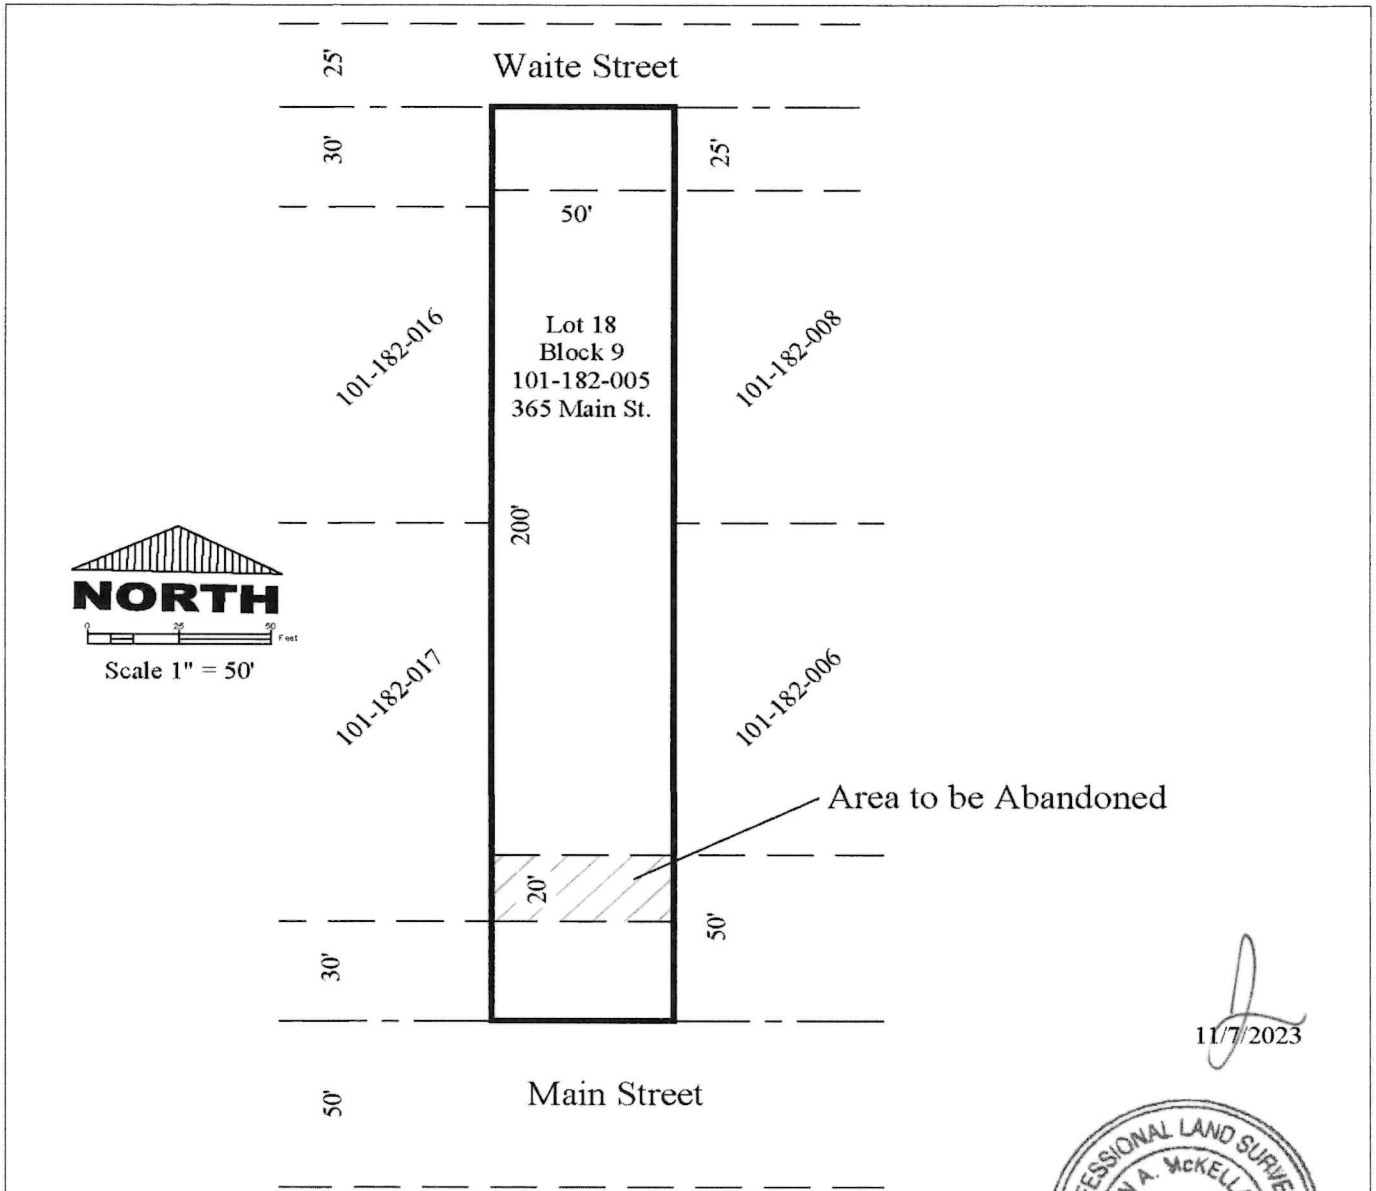 25'
Waite Street
30'
25'
50'
Lot 18
Block 9
101-182-005
365 Main St.
101-182-016
101-182-008
200'
NORTH
0 25 50 Feet
Scale 1" = 50'
101-182-017
101-182-006
Area to be Abandoned
20'
50'
30'
11/7/2023
50'
Main Street
FESSIONAL LAND SURVE
N A. McKELL